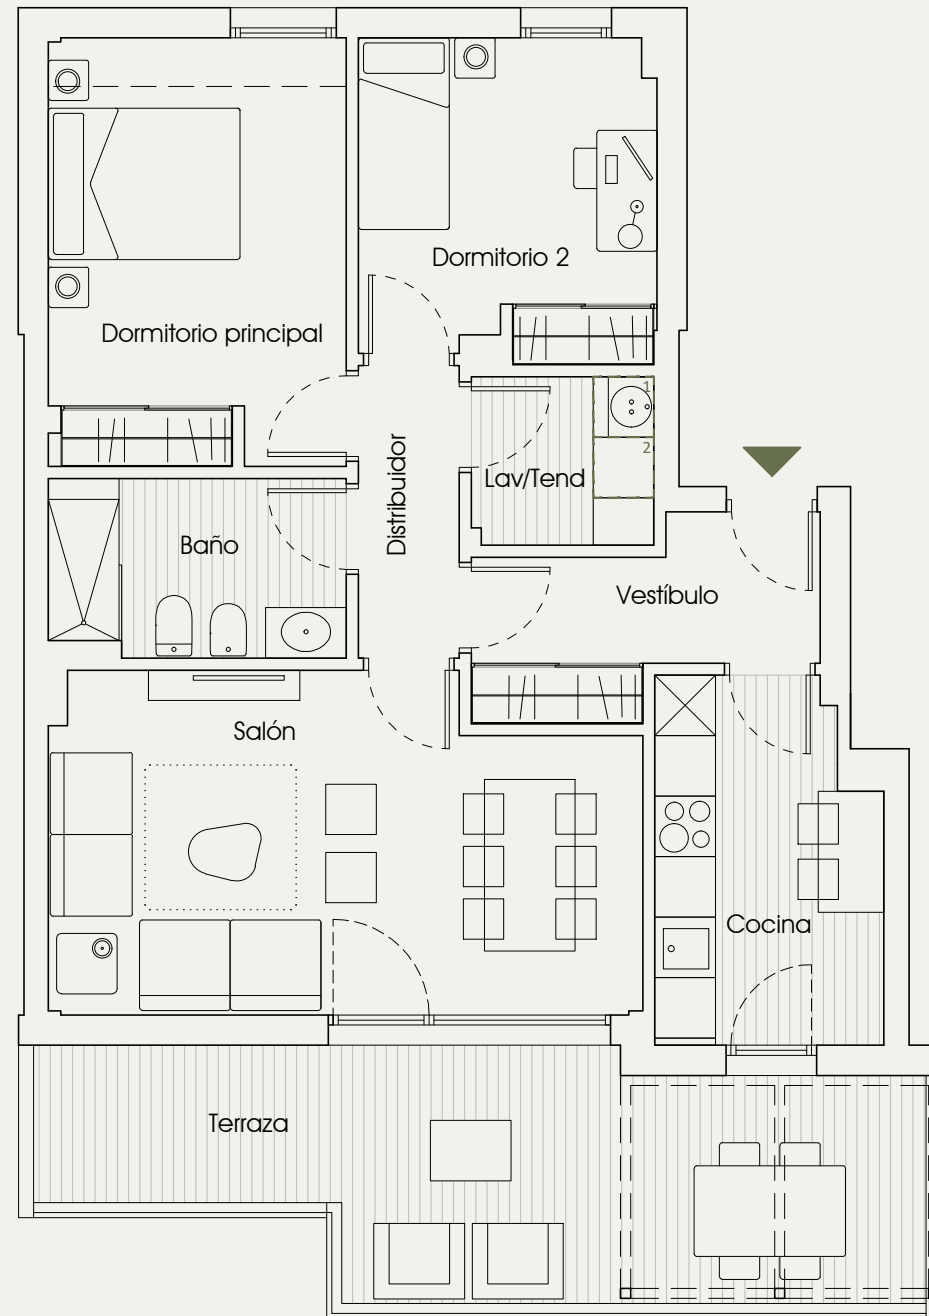 Dormitorio 2
Dormitorio principal
1
2
Distribuidor
Lav/Tend
Baño
Vestíbulo
Salón
Cocina
Terraza